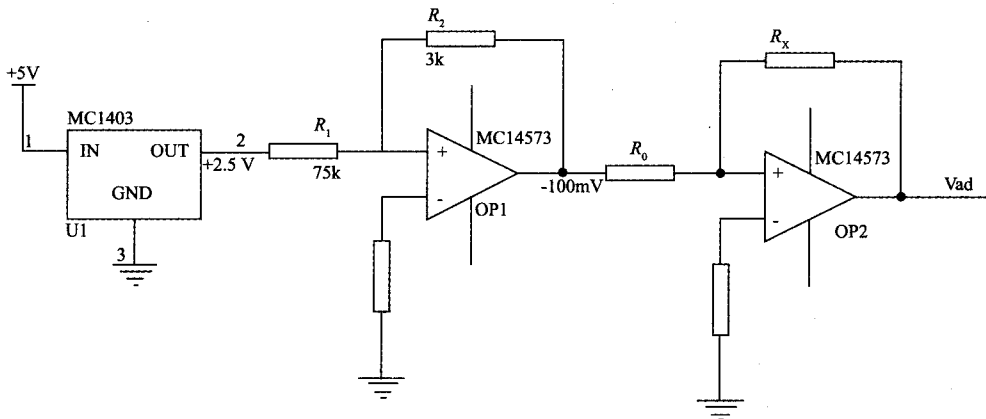 +5V
MC1403
1
IN
OUT
GND
U1
3
2
+2.5 V
R1
75k
R2
3k
+
-
MC14573
OP1
-100mV
R0
RX
+
-
MC14573
OP2
Vad